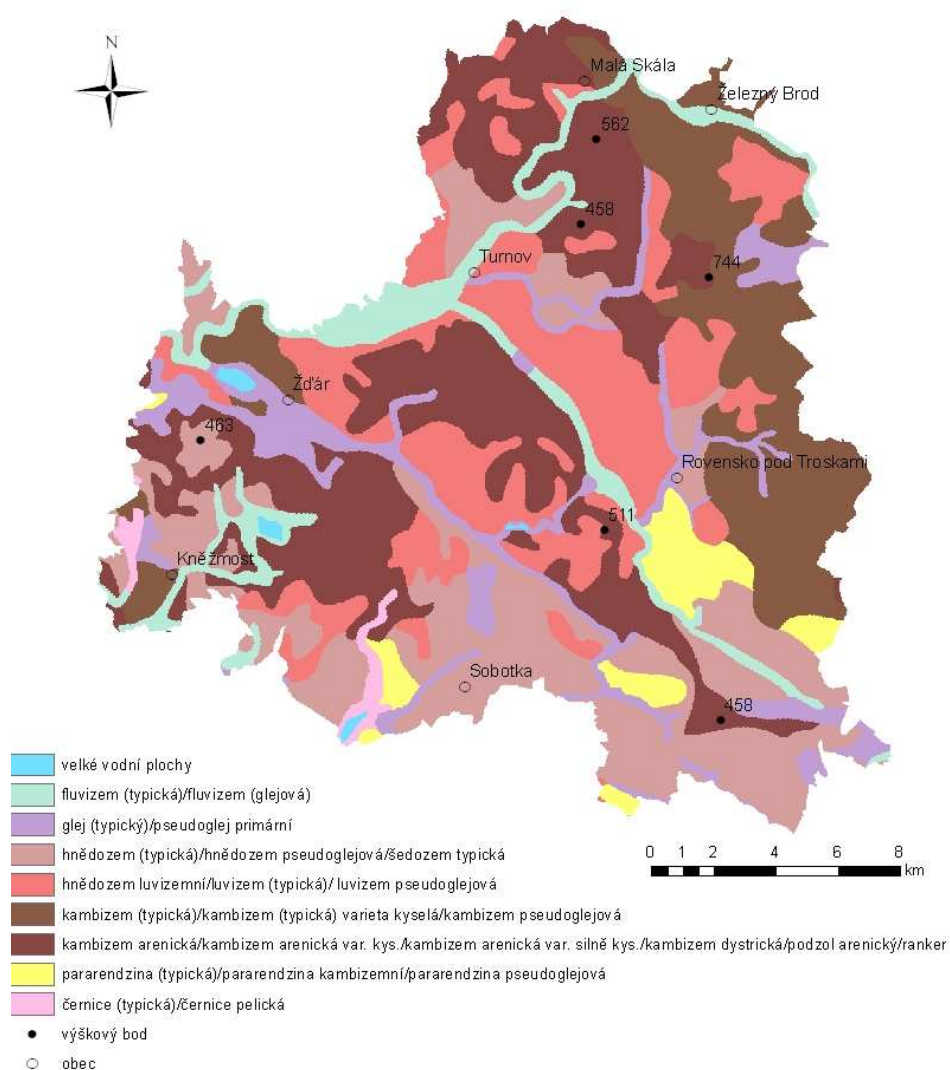 N
Malá Skála
Železný Brod
562
458
Turnov
744
Žďár
463
Rovensko pod Troskami
511
Kněžmost
Sobotka
458
velké vodní plochy
fluvizem (typická)/fluvizem (glejová)
glej (typický)/pseudoglej primární
hnědozem (typická)/hnědozem pseudoglejová/šedozem typická
hnědozem luvizemní/luvizem (typická)/ luvizem pseudoglejová
kambizem (typická)/kambizem (typická) varieta kyselá/kambizem pseudoglejová
kambizem arenická/kambizem arenická var. kys./kambizem arenická var. silně kys./kambizem dystrická/podzol arenický/ranker
pararendzina (typická)/pararendzina kambizemní/pararendzina pseudoglejová
černice (typická)/černice pelická
výškový bod
obec
0 2 4 6 8
km